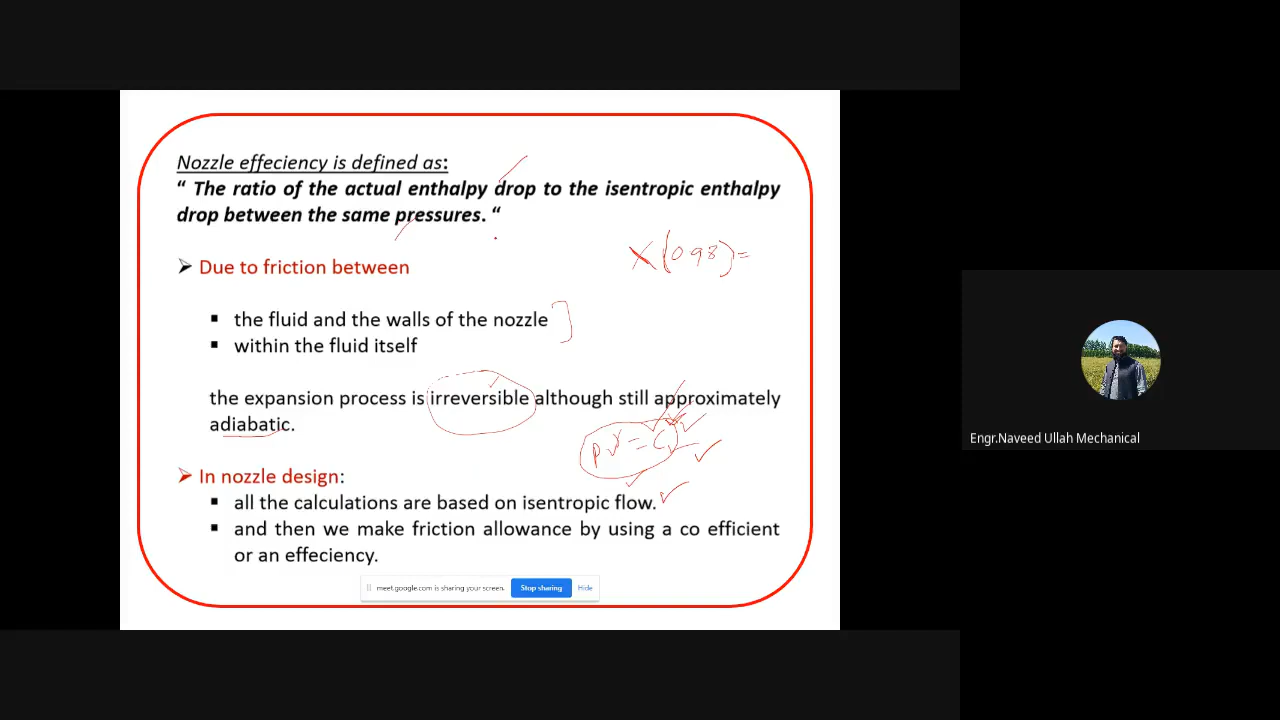 Nozzle effeciency is defined as:
“ The ratio of the actual enthalpy drop to the isentropic enthalpy
drop between the same pressures. “
X(0.98)=
➢ Due to friction between
▪ the fluid and the walls of the nozzle
▪ within the fluid itself
the expansion process is irreversible although still approximately
adiabatic.
pvˠ = C
➢ In nozzle design:
▪ all the calculations are based on isentropic flow.
▪ and then we make friction allowance by using a co efficient
or an effeciency.
meet.google.com is sharing your screen.
Stop sharing
Hide
Engr.Naveed Ullah Mechanical